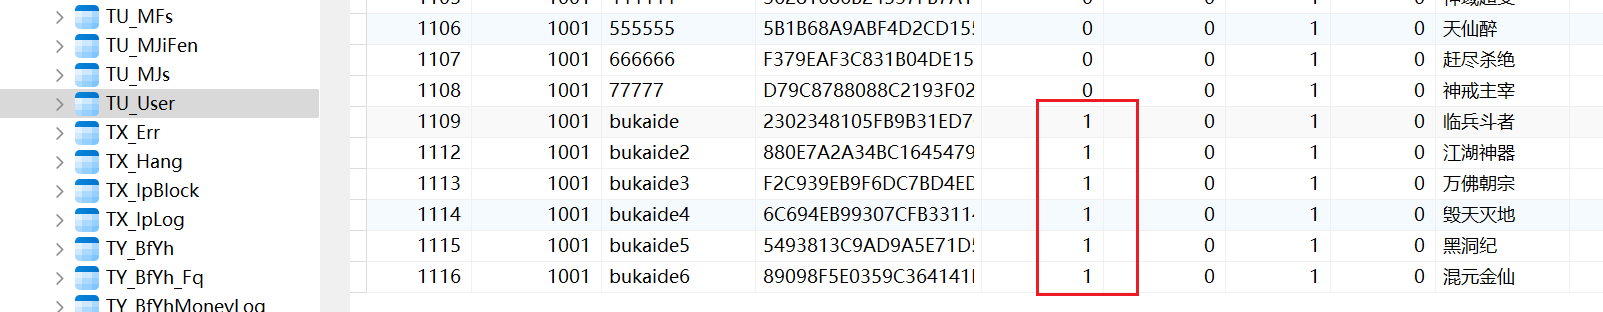 TU_MFs
TU_MJiFen
TU_MJs
TU_User
TX_Err
TX_Hang
TX_IpBlock
TX_IpLog
TY_BfYh
TY_BfYh_Fq
TY_BfYhMoneyLog
1106 1001 555555 5B1B68A9ABF4D2CD155 0 0 1 0 天仙醉
1107 1001 666666 F379EAF3C831B04DE15 0 0 1 0 赶尽杀绝
1108 1001 77777 D79C8788088C2193F02 0 0 1 0 神戒主宰
1109 1001 bukaide 2302348105FB9B31ED7 1 0 1 0 临兵斗者
1112 1001 bukaide2 880E7A2A34BC1645479 1 0 1 0 江湖神器
1113 1001 bukaide3 F2C939EB9F6DC7BD4ED 1 0 1 0 万佛朝宗
1114 1001 bukaide4 6C694EB99307CFB3311 1 0 1 0 毁天灭地
1115 1001 bukaide5 5493813C9AD9A5E71D5 1 0 1 0 黑洞纪
1116 1001 bukaide6 89098F5E0359C364141 1 0 1 0 混元金仙